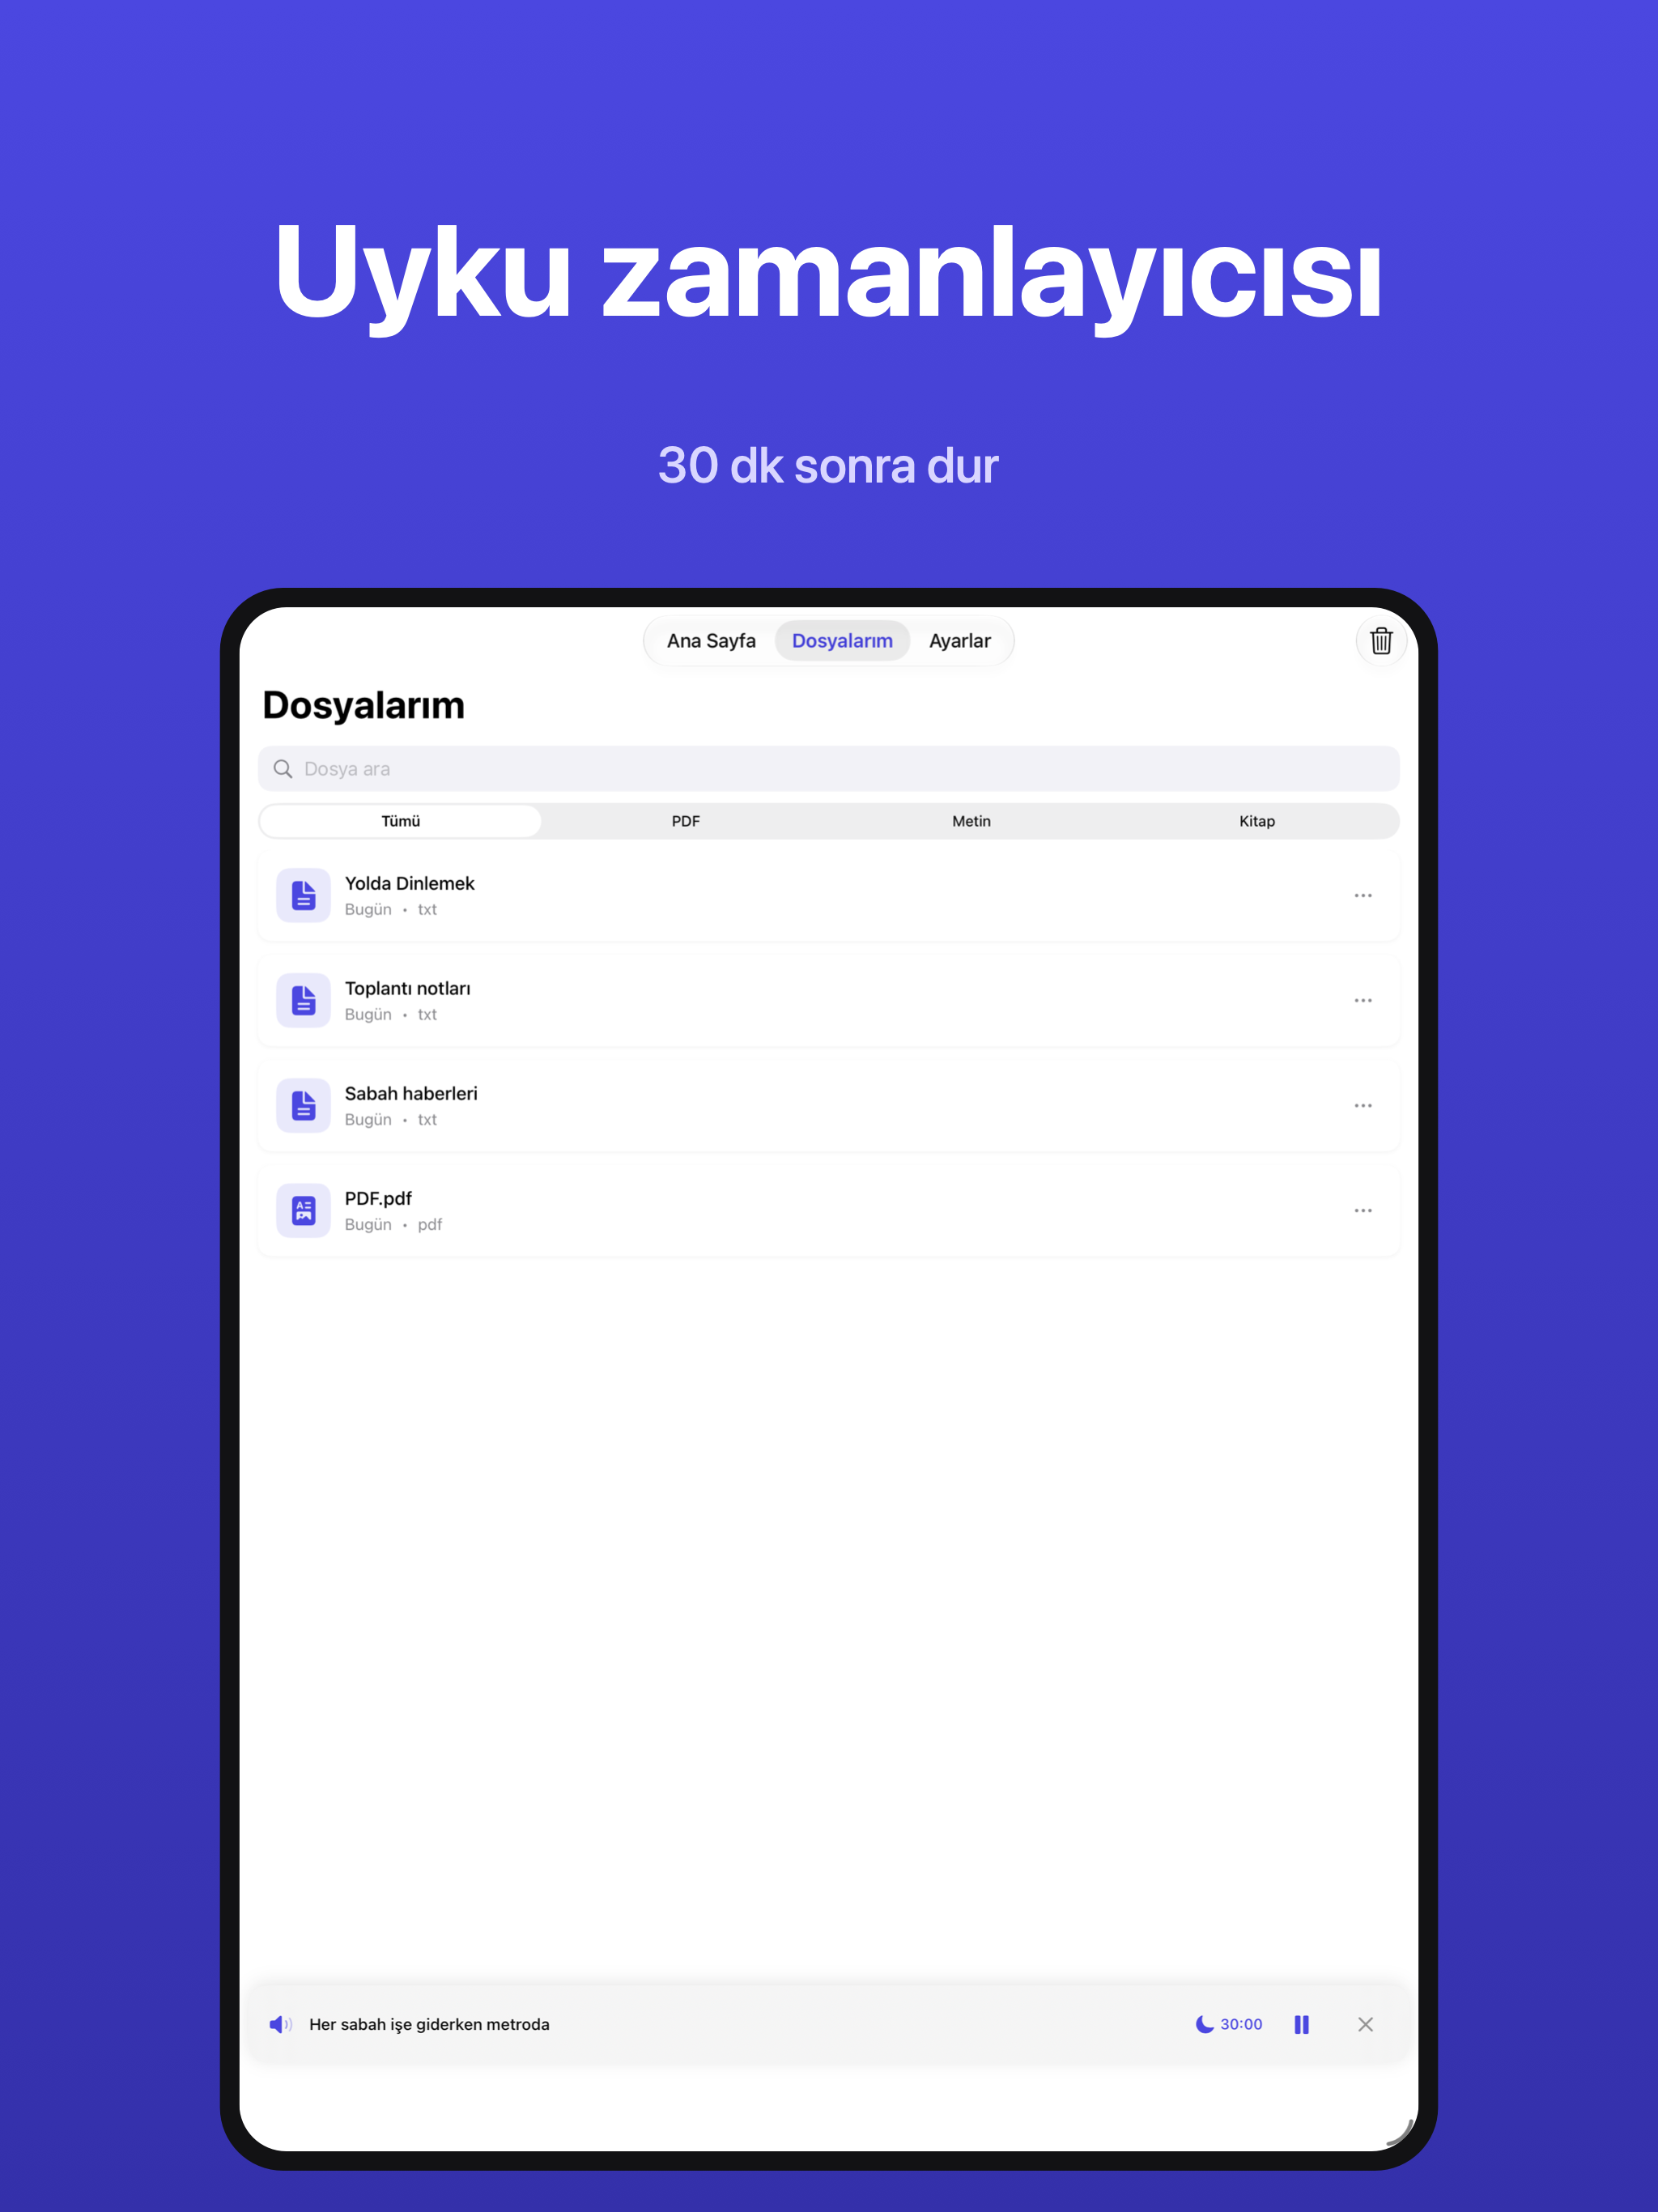 Uyku zamanlayıcısı
30 dk sonra dur
Ana Sayfa Dosyalarım Ayarlar
Dosyalarım
Dosya ara
Tümü PDF Metin Kitap
Yolda Dinlemek
Bugün • txt
Toplantı notları
Bugün • txt
Sabah haberleri
Bugün • txt
PDF.pdf
Bugün • pdf
Her sabah işe giderken metroda 30:00